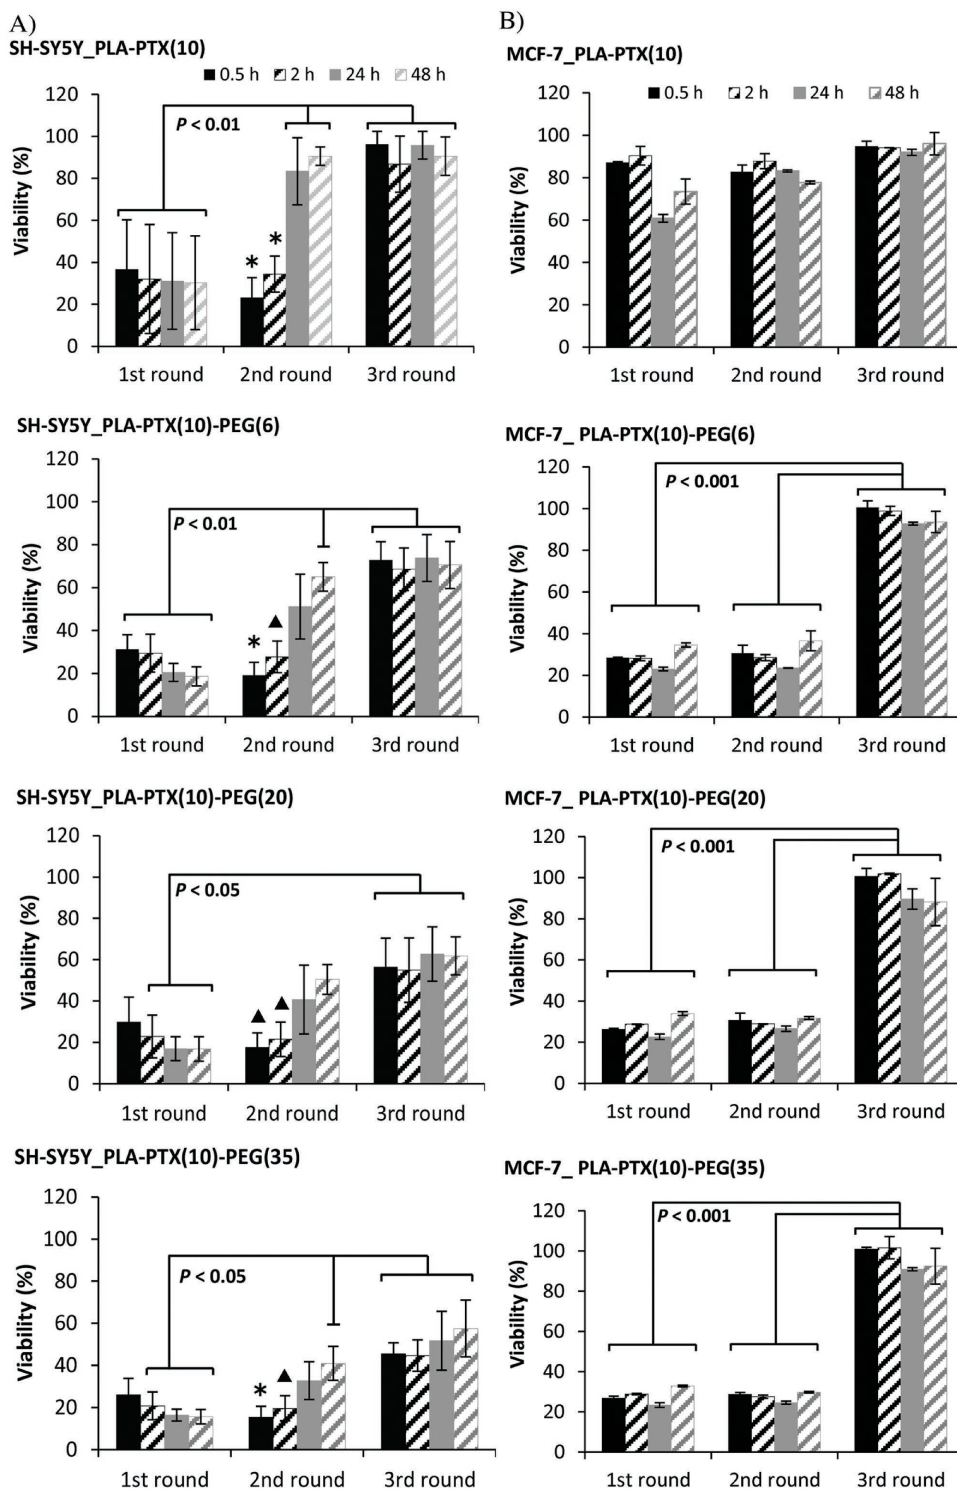 A)
SH-SY5Y_PLA-PTX(10)
0.5 h 2 h 24 h 48 h
P < 0.01
Viability (%)
120
100
80
60
40
20
0
* *
1st round 2nd round 3rd round
SH-SY5Y_PLA-PTX(10)-PEG(6)
P < 0.01
Viability (%)
120
100
80
60
40
20
0
* ▲
1st round 2nd round 3rd round
SH-SY5Y_PLA-PTX(10)-PEG(20)
P < 0.05
Viability (%)
120
100
80
60
40
20
0
▲ ▲
1st round 2nd round 3rd round
SH-SY5Y_PLA-PTX(10)-PEG(35)
P < 0.05
Viability (%)
120
100
80
60
40
20
0
* ▲
1st round 2nd round 3rd round
B)
MCF-7_PLA-PTX(10)
0.5 h 2 h 24 h 48 h
Viability (%)
120
100
80
60
40
20
0
1st round 2nd round 3rd round
MCF-7_ PLA-PTX(10)-PEG(6)
P < 0.001
Viability (%)
120
100
80
60
40
20
0
1st round 2nd round 3rd round
MCF-7_ PLA-PTX(10)-PEG(20)
P < 0.001
Viability (%)
120
100
80
60
40
20
0
1st round 2nd round 3rd round
MCF-7_ PLA-PTX(10)-PEG(35)
P < 0.001
Viability (%)
120
100
80
60
40
20
0
1st round 2nd round 3rd round